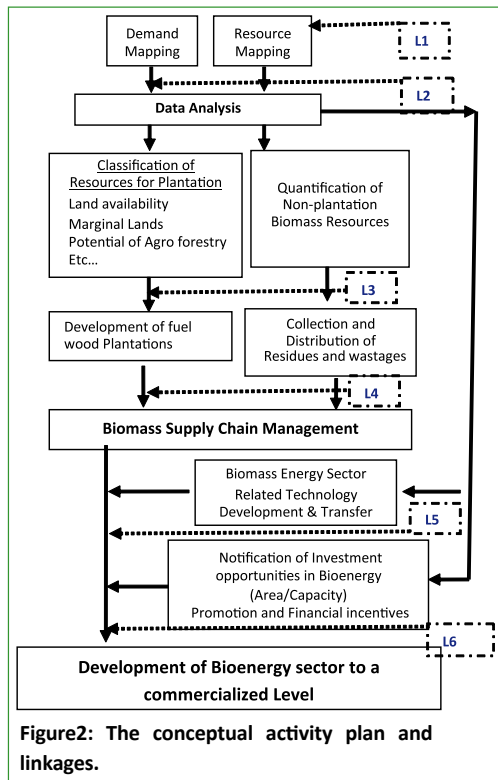 Demand
Mapping
Resource
Mapping
L1
L2
Data Analysis
Classification of
Resources for Plantation
Land availability
Marginal Lands
Potential of Agro forestry
Etc...
Quantification of
Non-plantation
Biomass Resources
L3
Development of fuel
wood Plantations
Collection and
Distribution of
Residues and wastages
L4
Biomass Supply Chain Management
Biomass Energy Sector
Related Technology
Development & Transfer
L5
Notification of Investment
opportunities in Bioenergy
(Area/Capacity)
Promotion and Financial incentives
L6
Development of Bioenergy sector to a
commercialized Level
Figure2: The conceptual activity plan and
linkages.